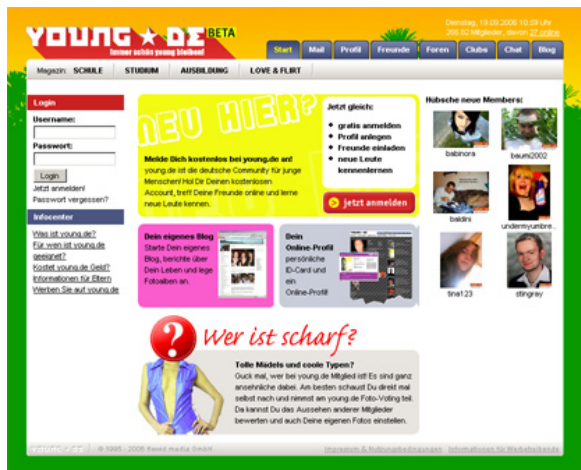 YOUNG ★ DE BETA
Immer schön young bleiben!
Dienstag, 19.09.2006 10:59 Uhr
27 online
Start Mail Profil Freunde Foren Clubs Chat Blog
Magazin: SCHULE STUDIUM AUSBILDUNG LOVE & FLIRT
Login
Username:
Passwort:
Login
Jetzt anmelden!
Passwort vergessen?
Infocenter
Was ist young.de?
Für wen ist young.de
geeignet?
Kostet young.de Geld?
Informationen für Eltern
Werben Sie auf young.de
NEU HIER?
Melde Dich kostenlos bei young.de an!
young.de ist die deutsche Community für junge
Menschen! Hol Dir Deinen kostenlosen
Account, treff Deine Freunde online und lerne
neue Leute kennen.
Jetzt gleich:
gratis anmelden
Profil anlegen
Freunde einladen
neue Leute
kennenlernen
jetzt anmelden
Dein eigenes Blog
Starte Dein eigenes
Blog, berichte über
Dein Leben und lege
Fotoalben an.
Dein
Online-Profil
persönliche
ID-Card und
ein
Online-Profil!
? Wer ist scharf?
Tolle Mädels und coole Typen?
Guck mal, wer bei young.de Mitglied ist! Es sind ganz
ansehnliche dabei. Am besten schaust Du direkt mal
selbst nach und nimmst am young.de Foto-Voting teil.
Da kannst Du das Aussehen anderer Mitglieder
bewerten und auch Deine eigenen Fotos einstellen.
Hübsche neue Members:
babinora baumi2002
baldini undermyumbre...
tina123 stingray
YOUNG★DE
Impressum & Nutzungsbedingungen Informationen für Werbetreibende